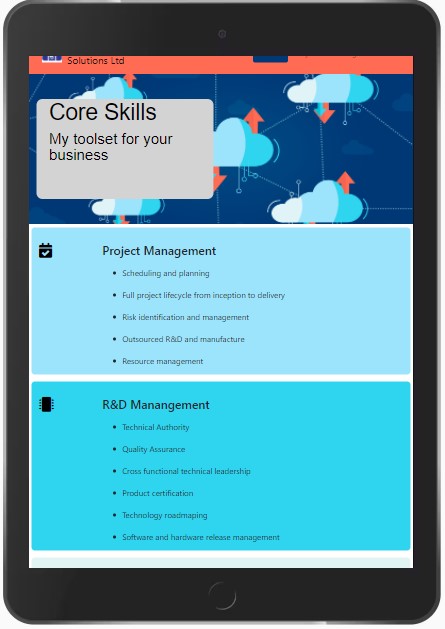 Solutions Ltd
Core Skills
My toolset for your
business
Project Management
Scheduling and planning
Full project lifecycle from inception to delivery
Risk identification and management
Outsourced R&D and manufacture
Resource management
R&D Manangement
Technical Authority
Quality Assurance
Cross functional technical leadership
Product certification
Technology roadmaping
Software and hardware release management